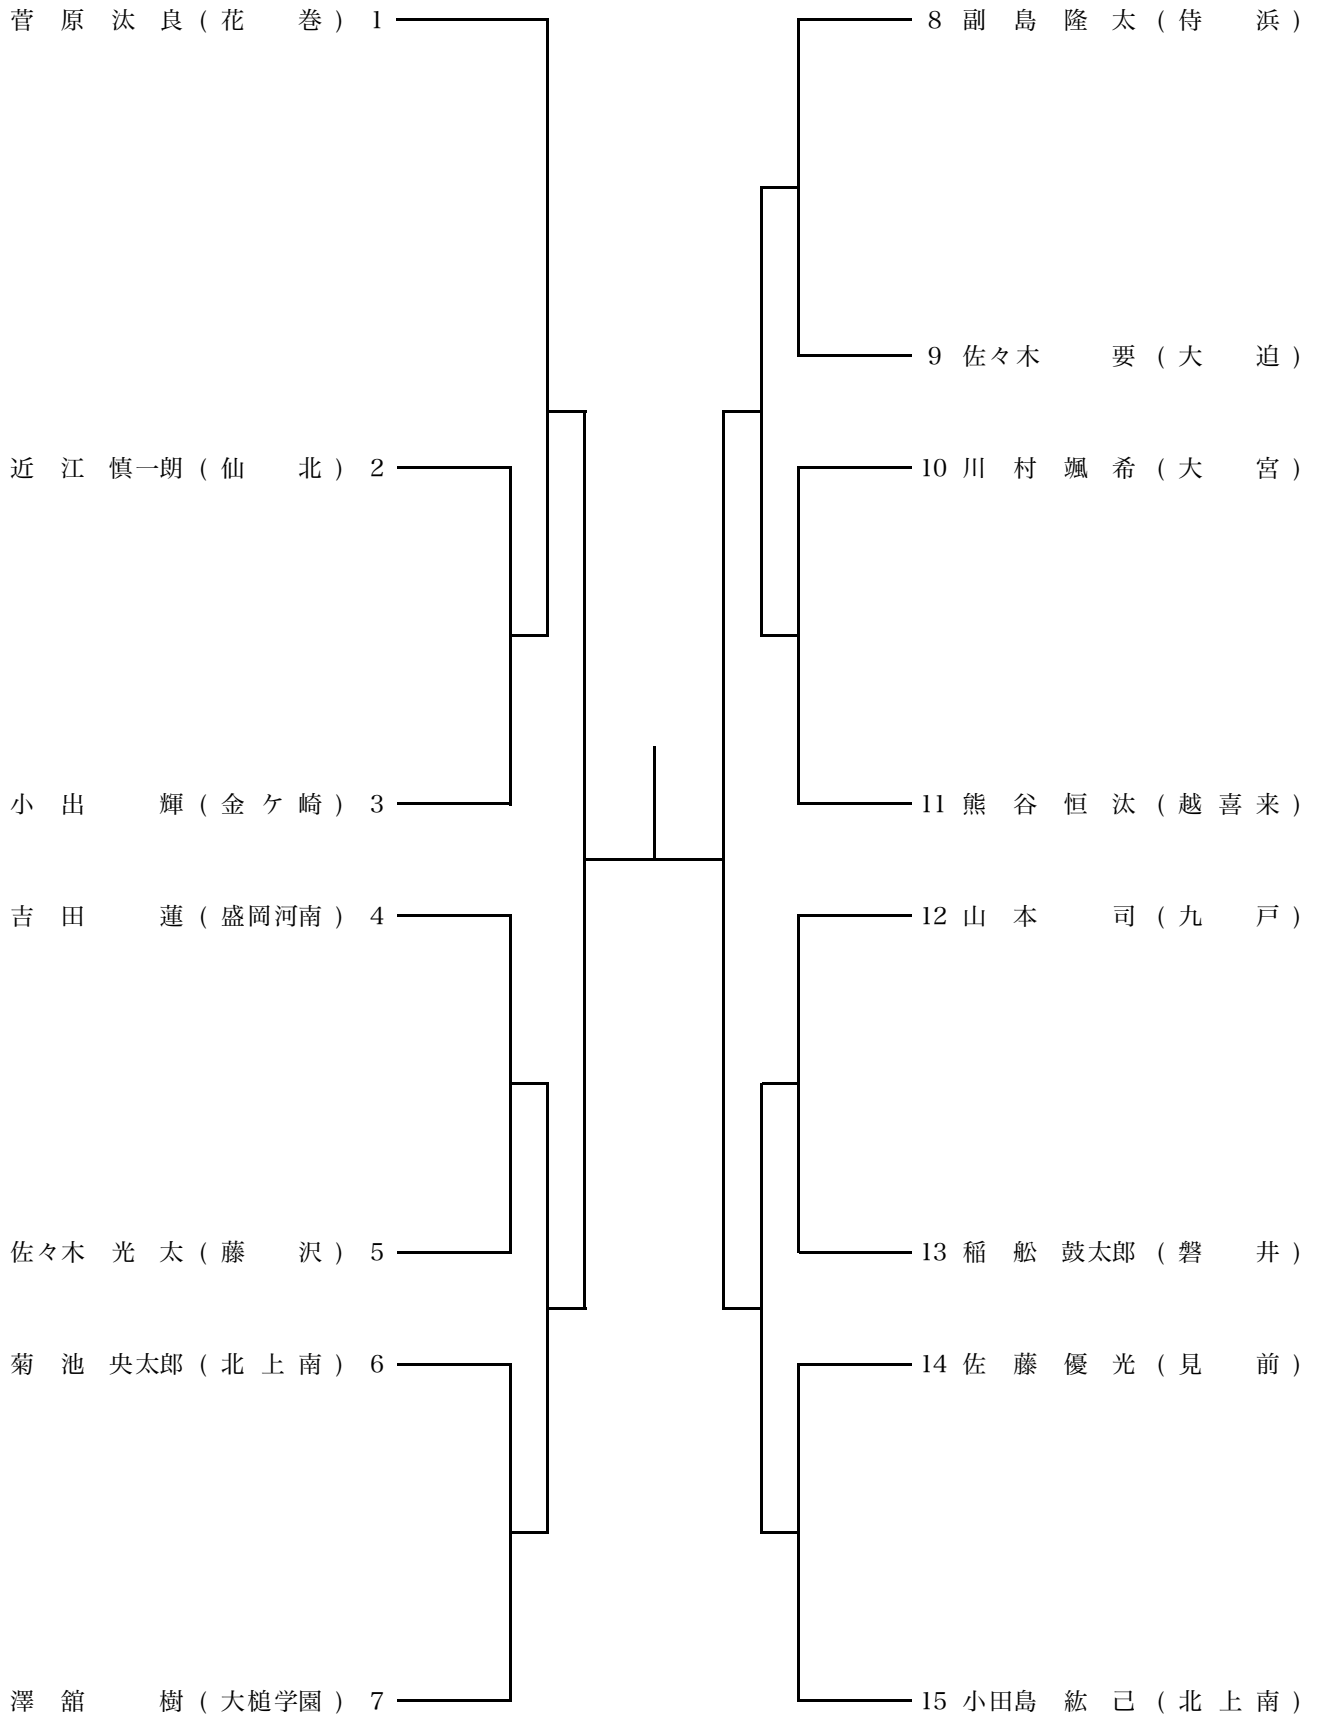 菅原汰良(花巻) 1
近江慎一朗(仙北) 2
小出輝(金ケ崎) 3
吉田蓮(盛岡河南) 4
佐々木光太(藤沢) 5
菊池央太郎(北上南) 6
澤舘樹(大槌学園) 7
8 副島隆太(侍浜)
9 佐々木要(大迫)
10 川村颯希(大宮)
11 熊谷恒汰(越喜来)
12 山本司(九戸)
13 稲舩鼓太郎(磐井)
14 佐藤優光(見前)
15 小田島紘己(北上南)